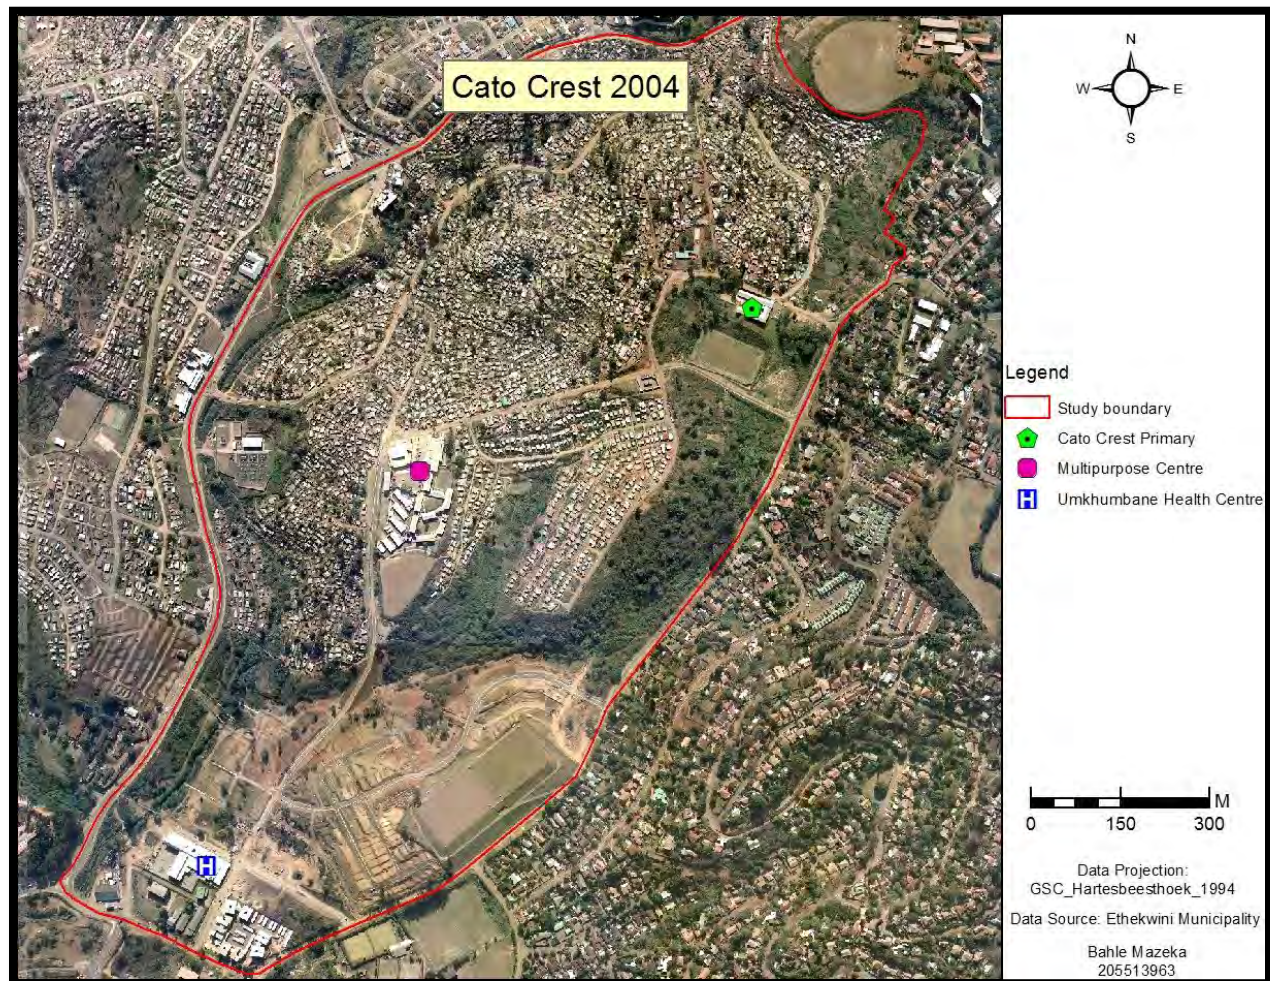 Cato Crest 2004
N
W E
S
Legend
Study boundary
Cato Crest Primary
Multipurpose Centre
H Umkhumbane Health Centre
H
M
0 150 300
Data Projection:
GSC_Hartesbeesthoek_1994
Data Source: Ethekwini Municipality
Bahle Mazeka
205513963